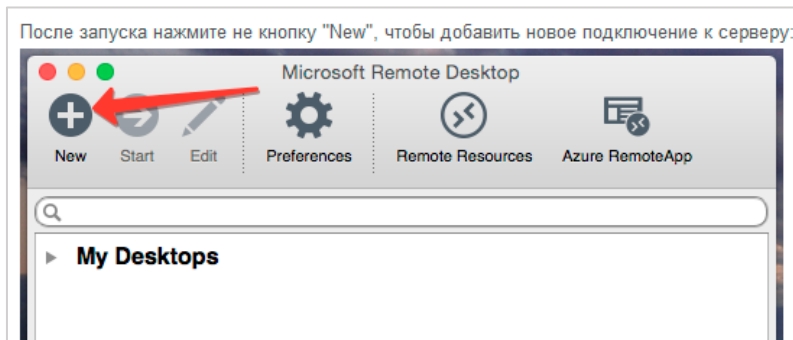 После запуска нажмите не кнопку "New", чтобы добавить новое подключение к серверу:
Microsoft Remote Desktop
New Start Edit Preferences Remote Resources Azure RemoteApp
My Desktops